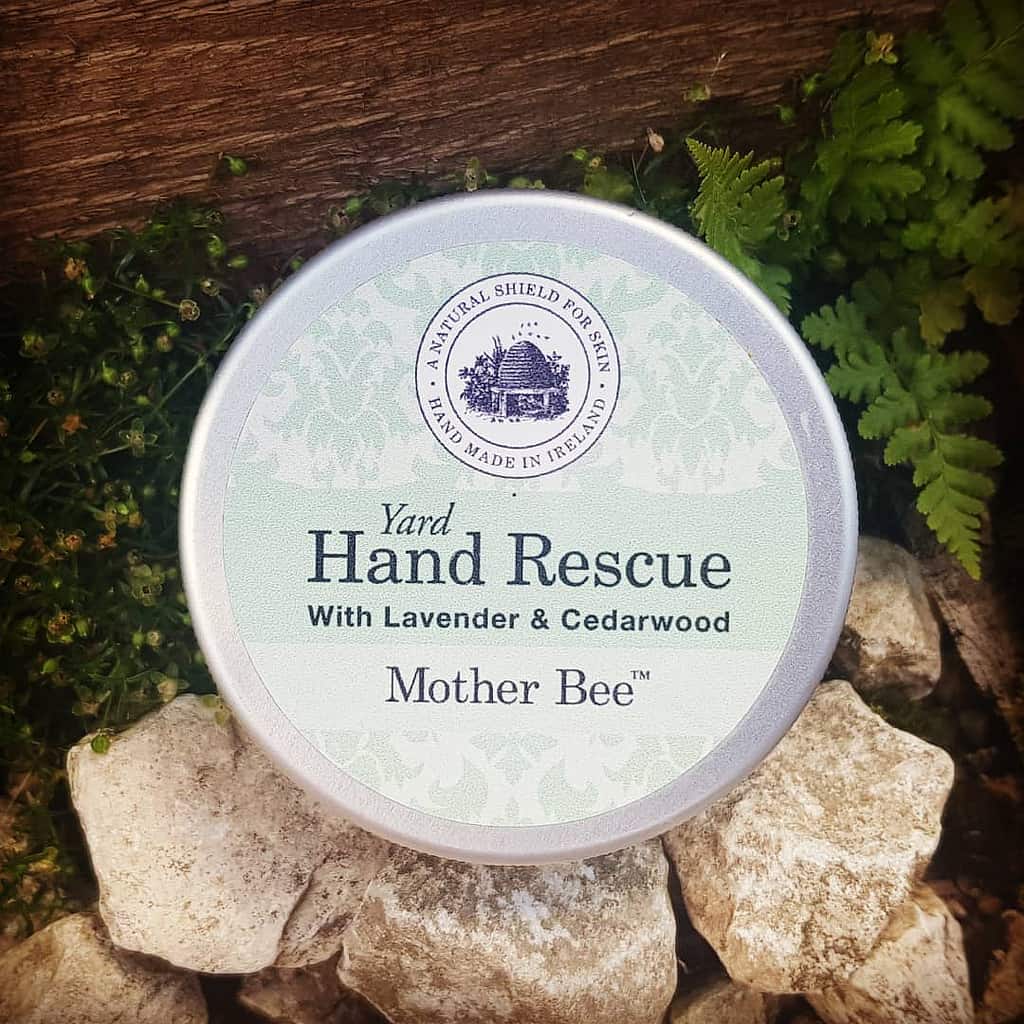 A NATURAL SHIELD FOR SKIN
• HAND MADE IN IRELAND •
Yard
Hand Rescue
With Lavender & Cedarwood
Mother Bee™